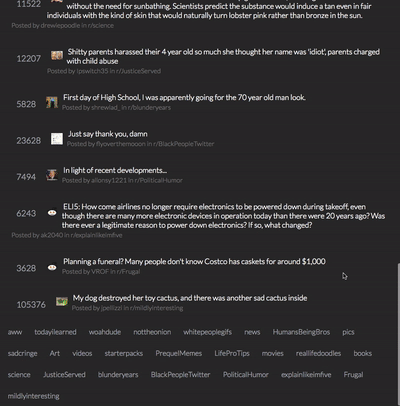 11522
without the need for sunbathing. Scientists predict the substance would induce a tan even in fair
individuals with the kind of skin that would naturally turn lobster pink rather than bronze in the sun.
Posted by drewiepoodle in r/science
12207
Shitty parents harassed their 4 year old so much she thought her name was 'idiot', parents charged
with child abuse
Posted by ipswitch35 in r/JusticeServed
5828
First day of High School, I was apparently going for the 70 year old man look.
Posted by shrewlad_ in r/blunderyears
23628
Just say thank you, damn
Posted by flyoverthemooon in r/BlackPeopleTwitter
7494
In light of recent developments...
Posted by allonsy1221 in r/PoliticalHumor
6243
ELI5: How come airlines no longer require electronics to be powered down during takeoff, even
though there are many more electronic devices in operation today than there were 20 years ago? Was
there ever a legitimate reason to power down electronics? If so, what changed?
Posted by ak2040 in r/explainlikeimfive
3628
Planning a funeral? Many people don't know Costco has caskets for around $1,000
Posted by VROF in r/Frugal
105376
My dog destroyed her toy cactus, and there was another sad cactus inside
Posted by jpellizzi in r/mildlyinteresting
aww todayilearned woahdude nottheonion whitepeoplegifs news HumansBeingBros pics
sadcringe Art videos starterpacks PrequelMemes LifeProTips movies reallifedoodles books
science JusticeServed blunderyears BlackPeopleTwitter PoliticalHumor explainlikeimfive Frugal
mildlyinteresting